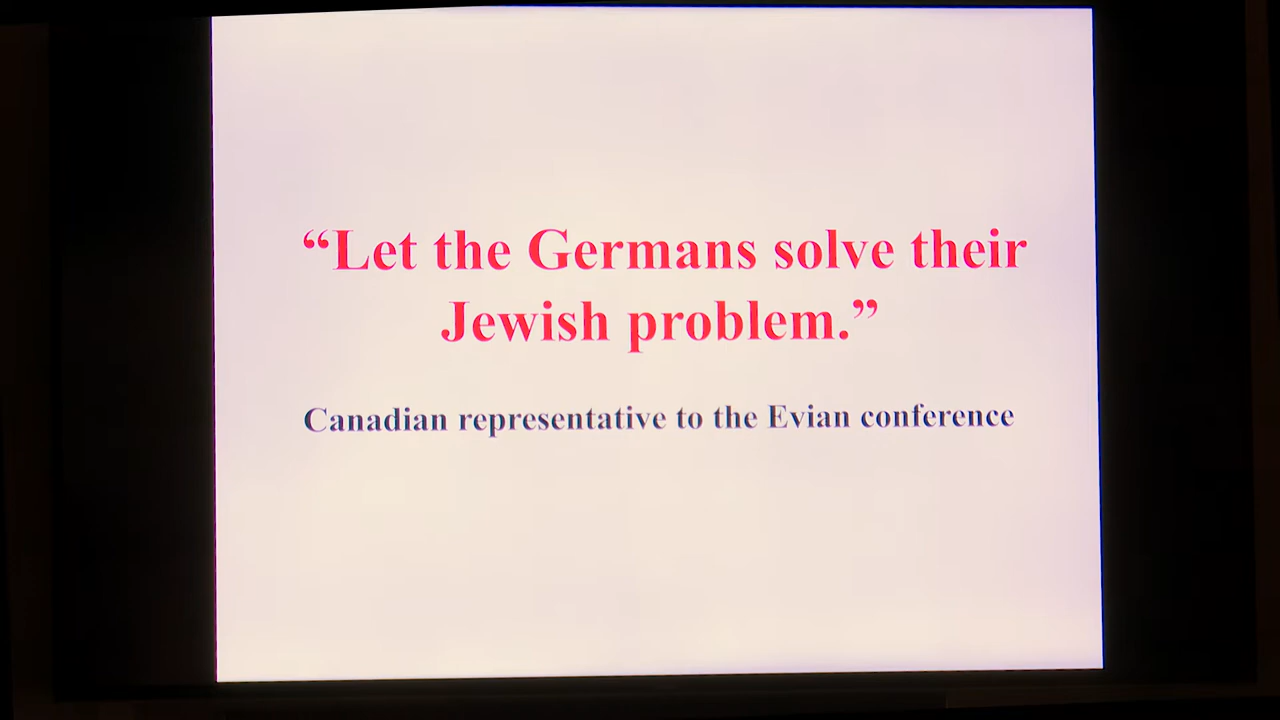 “Let the Germans solve their
Jewish problem.”
Canadian representative to the Evian conference